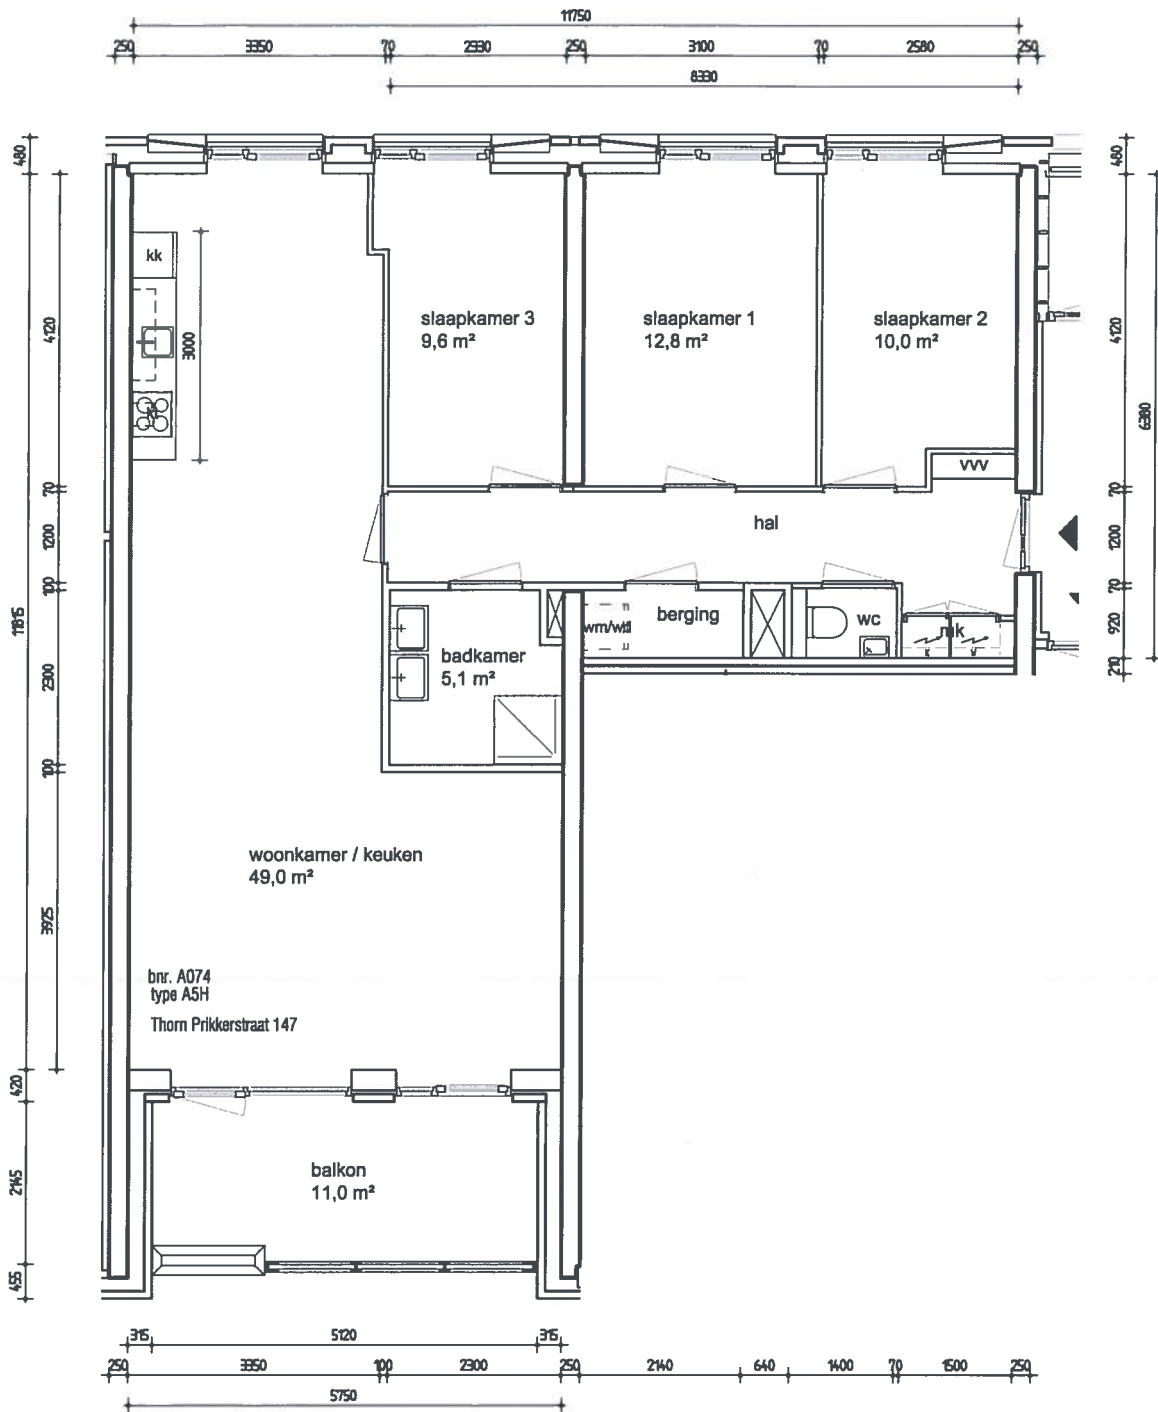 11750
250 3350 70 2330 250 3100 70 2580 250
8330
480
480
kk
4120
3000
slaapkamer 3
9,6 m²
slaapkamer 1
12,8 m²
slaapkamer 2
10,0 m²
4120
6380
VVV
70
70
hal
1200
1200
100
70
11815
wm/wd
berging
wc
mk
920
badkamer
5,1 m²
2300
210
100
woonkamer / keuken
49,0 m²
3925
bnr. A074
type A5H
Thorn Prikkerstraat 147
420
balkon
11,0 m²
2145
455
315 5120 315
250 3350 100 2300 250 2140 640 1400 70 1500 250
5750